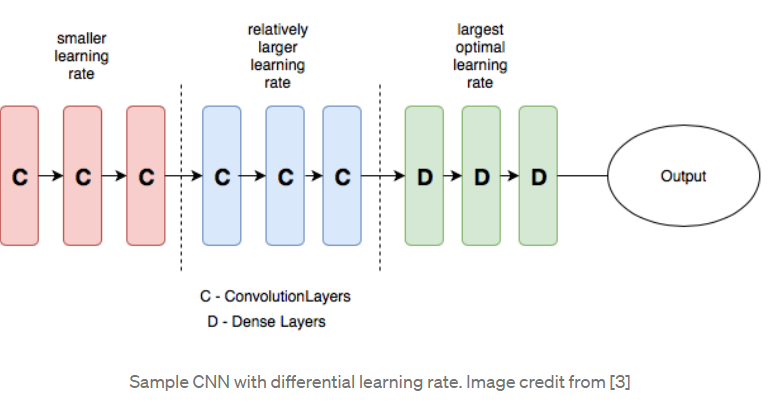 smaller
learning
rate
relatively
larger
learning
rate
largest
optimal
learning
rate
C
C
C
C
C
C
D
D
D
Output
C - ConvolutionLayers
D - Dense Layers
Sample CNN with differential learning rate. Image credit from [3]